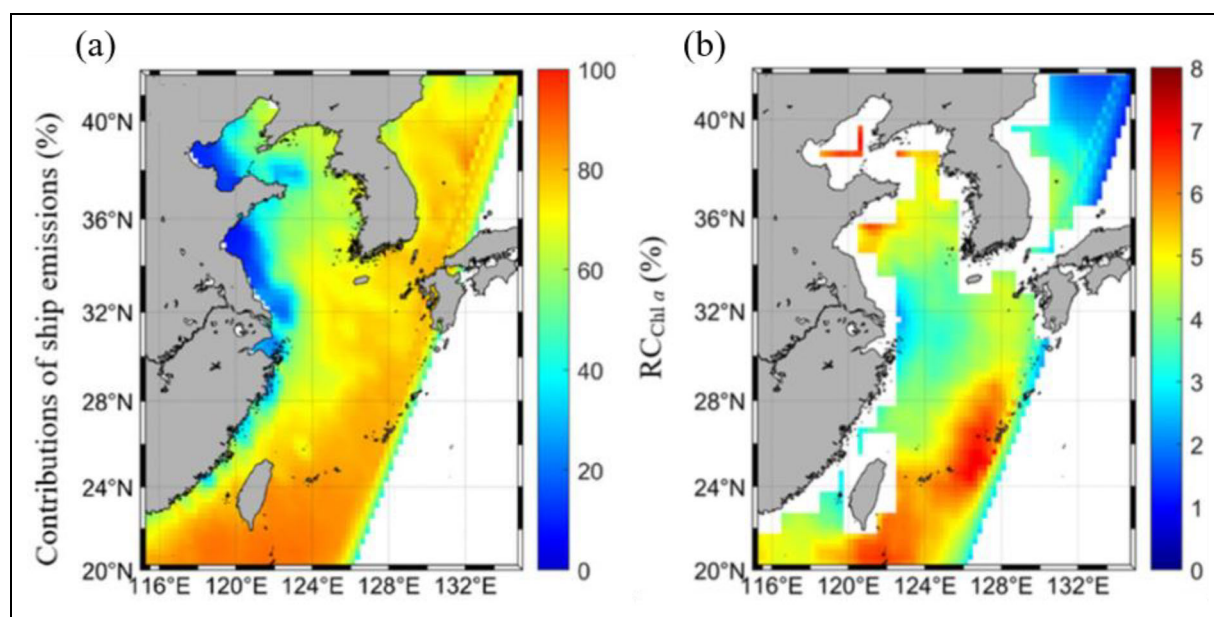 (a)
Contributions of ship emissions (%)
40°N
36°N
32°N
28°N
24°N
20°N
116°E 120°E 124°E 128°E 132°E
100
80
60
40
20
0
(b)
RC Chl a (%)
40°N
36°N
32°N
28°N
24°N
20°N
116°E 120°E 124°E 128°E 132°E
8
7
6
5
4
3
2
1
0